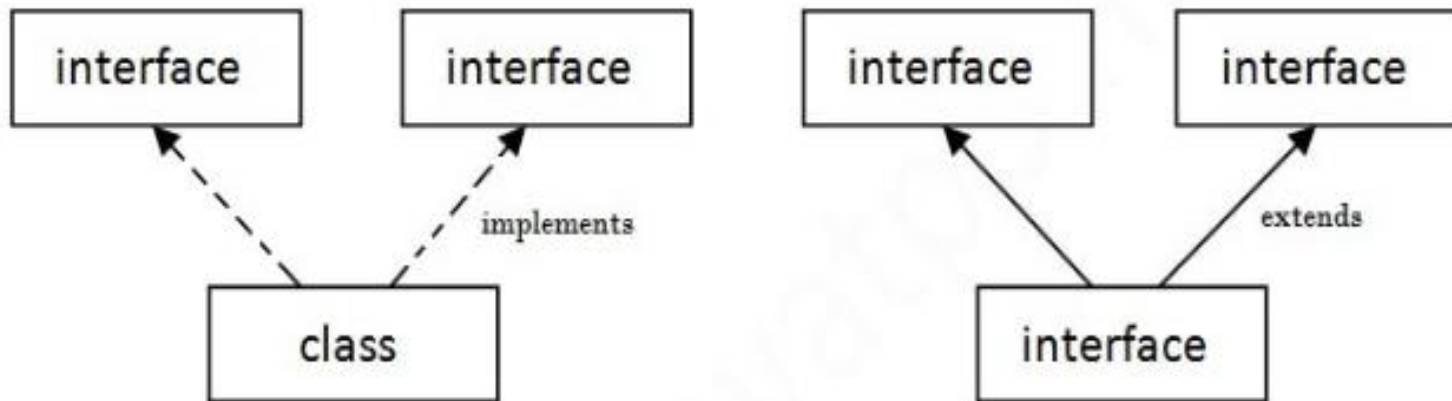 interface
interface
interface
interface
implements
extends
class
interface